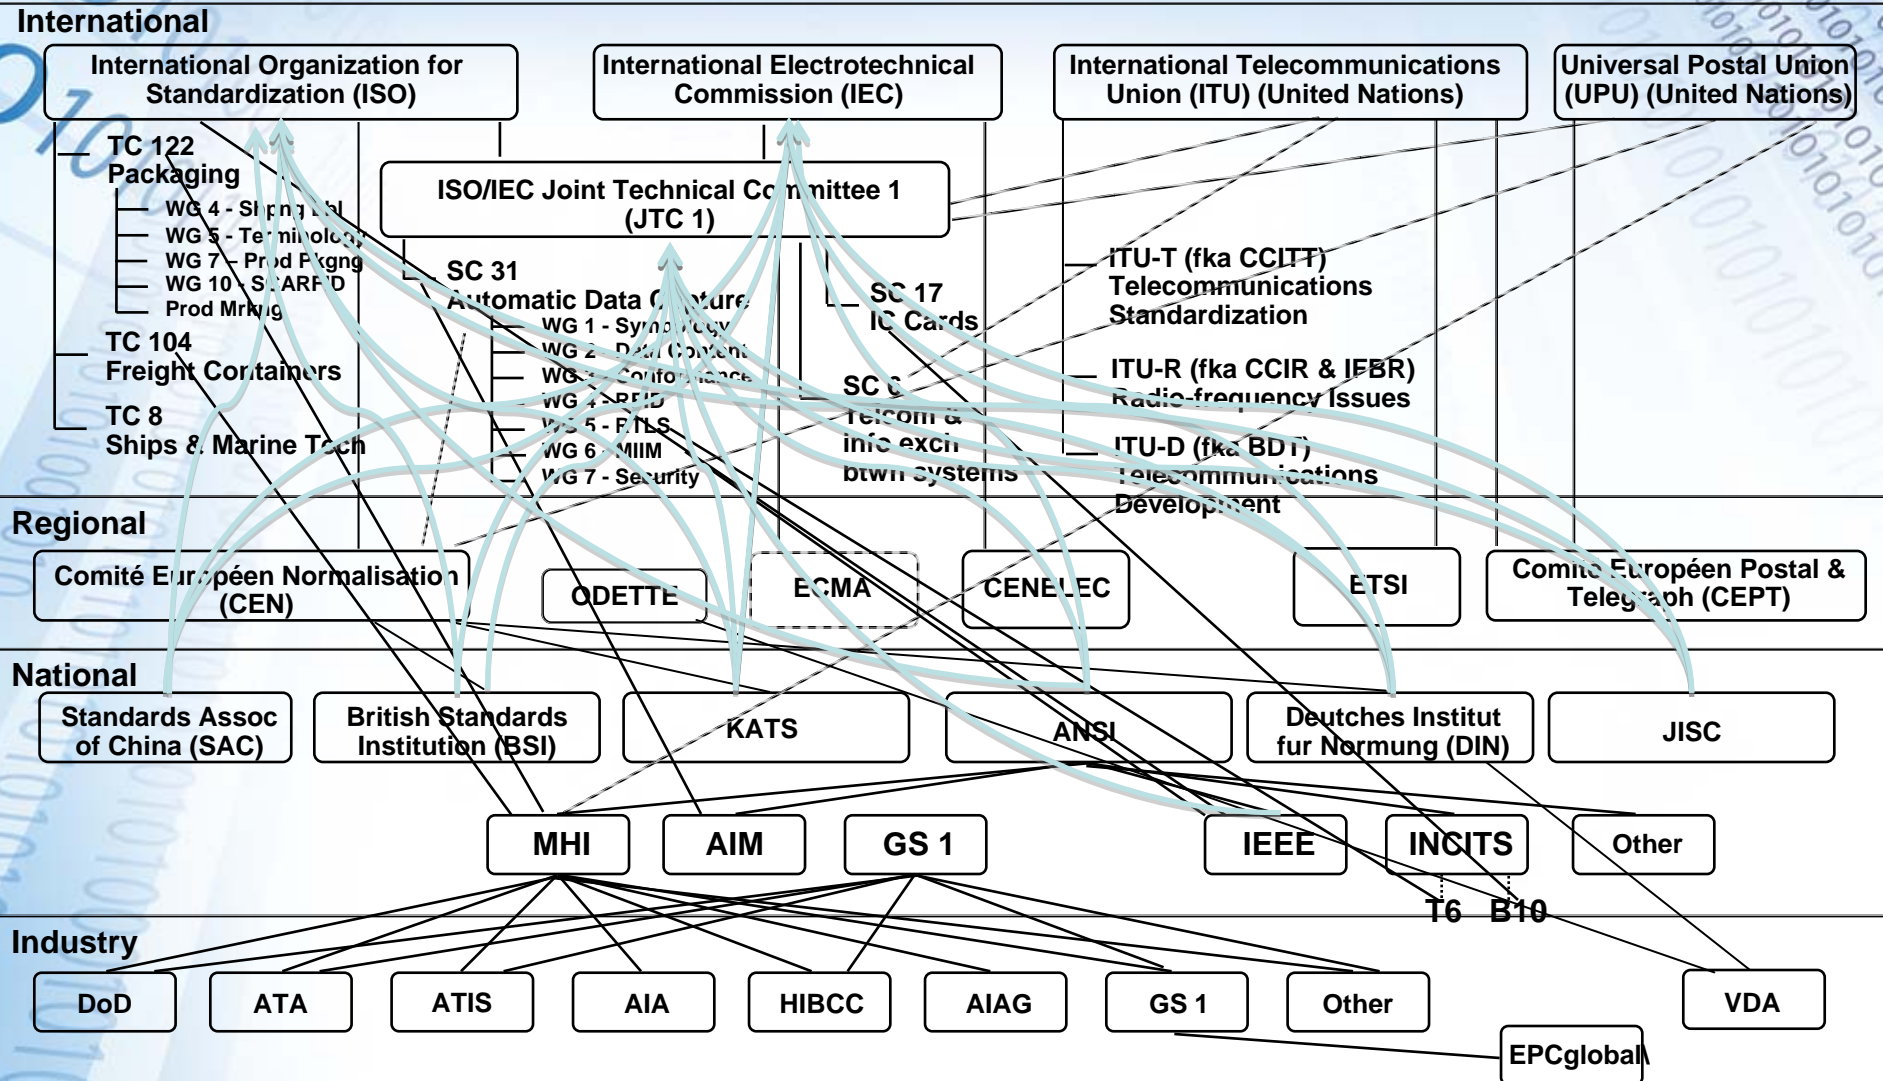 International
International Organization for
Standardization (ISO)
International Electrotechnical
Commission (IEC)
International Telecommunications
Union (ITU) (United Nations)
Universal Postal Union
(UPU) (United Nations)
TC 122
Packaging
WG 4 - Shpng Lbl
WG 5 - Terminology
WG 7 – Prod Pkgng
WG 10 - SCARFID
Prod Mrkng
TC 104
Freight Containers
TC 8
Ships & Marine Tech
ISO/IEC Joint Technical Committee 1
(JTC 1)
SC 31
Automatic Data Capture
WG 1 - Symbology
WG 2 - Data Content
WG 3 - Conformance
WG 4 - RFID
WG 5 - RTLS
WG 6 - MIIM
WG 7 - Security
SC 17
IC Cards
SC 6
Telcom &
info exch
btwn systems
ITU-T (fka CCITT)
Telecommunications
Standardization
ITU-R (fka CCIR & IFBR)
Radio-frequency Issues
ITU-D (fka BDT)
Telecommunications
Development
Regional
Comité Européen Normalisation
(CEN)
ODETTE
ECMA
CENELEC
ETSI
Comité Européen Postal &
Telegraph (CEPT)
National
Standards Assoc
of China (SAC)
British Standards
Institution (BSI)
KATS
ANSI
Deutches Institut
fur Normung (DIN)
JISC
MHI
AIM
GS 1
IEEE
INCITS
Other
T6
B10
Industry
DoD
ATA
ATIS
AIA
HIBCC
AIAG
GS 1
Other
VDA
EPCglobal\